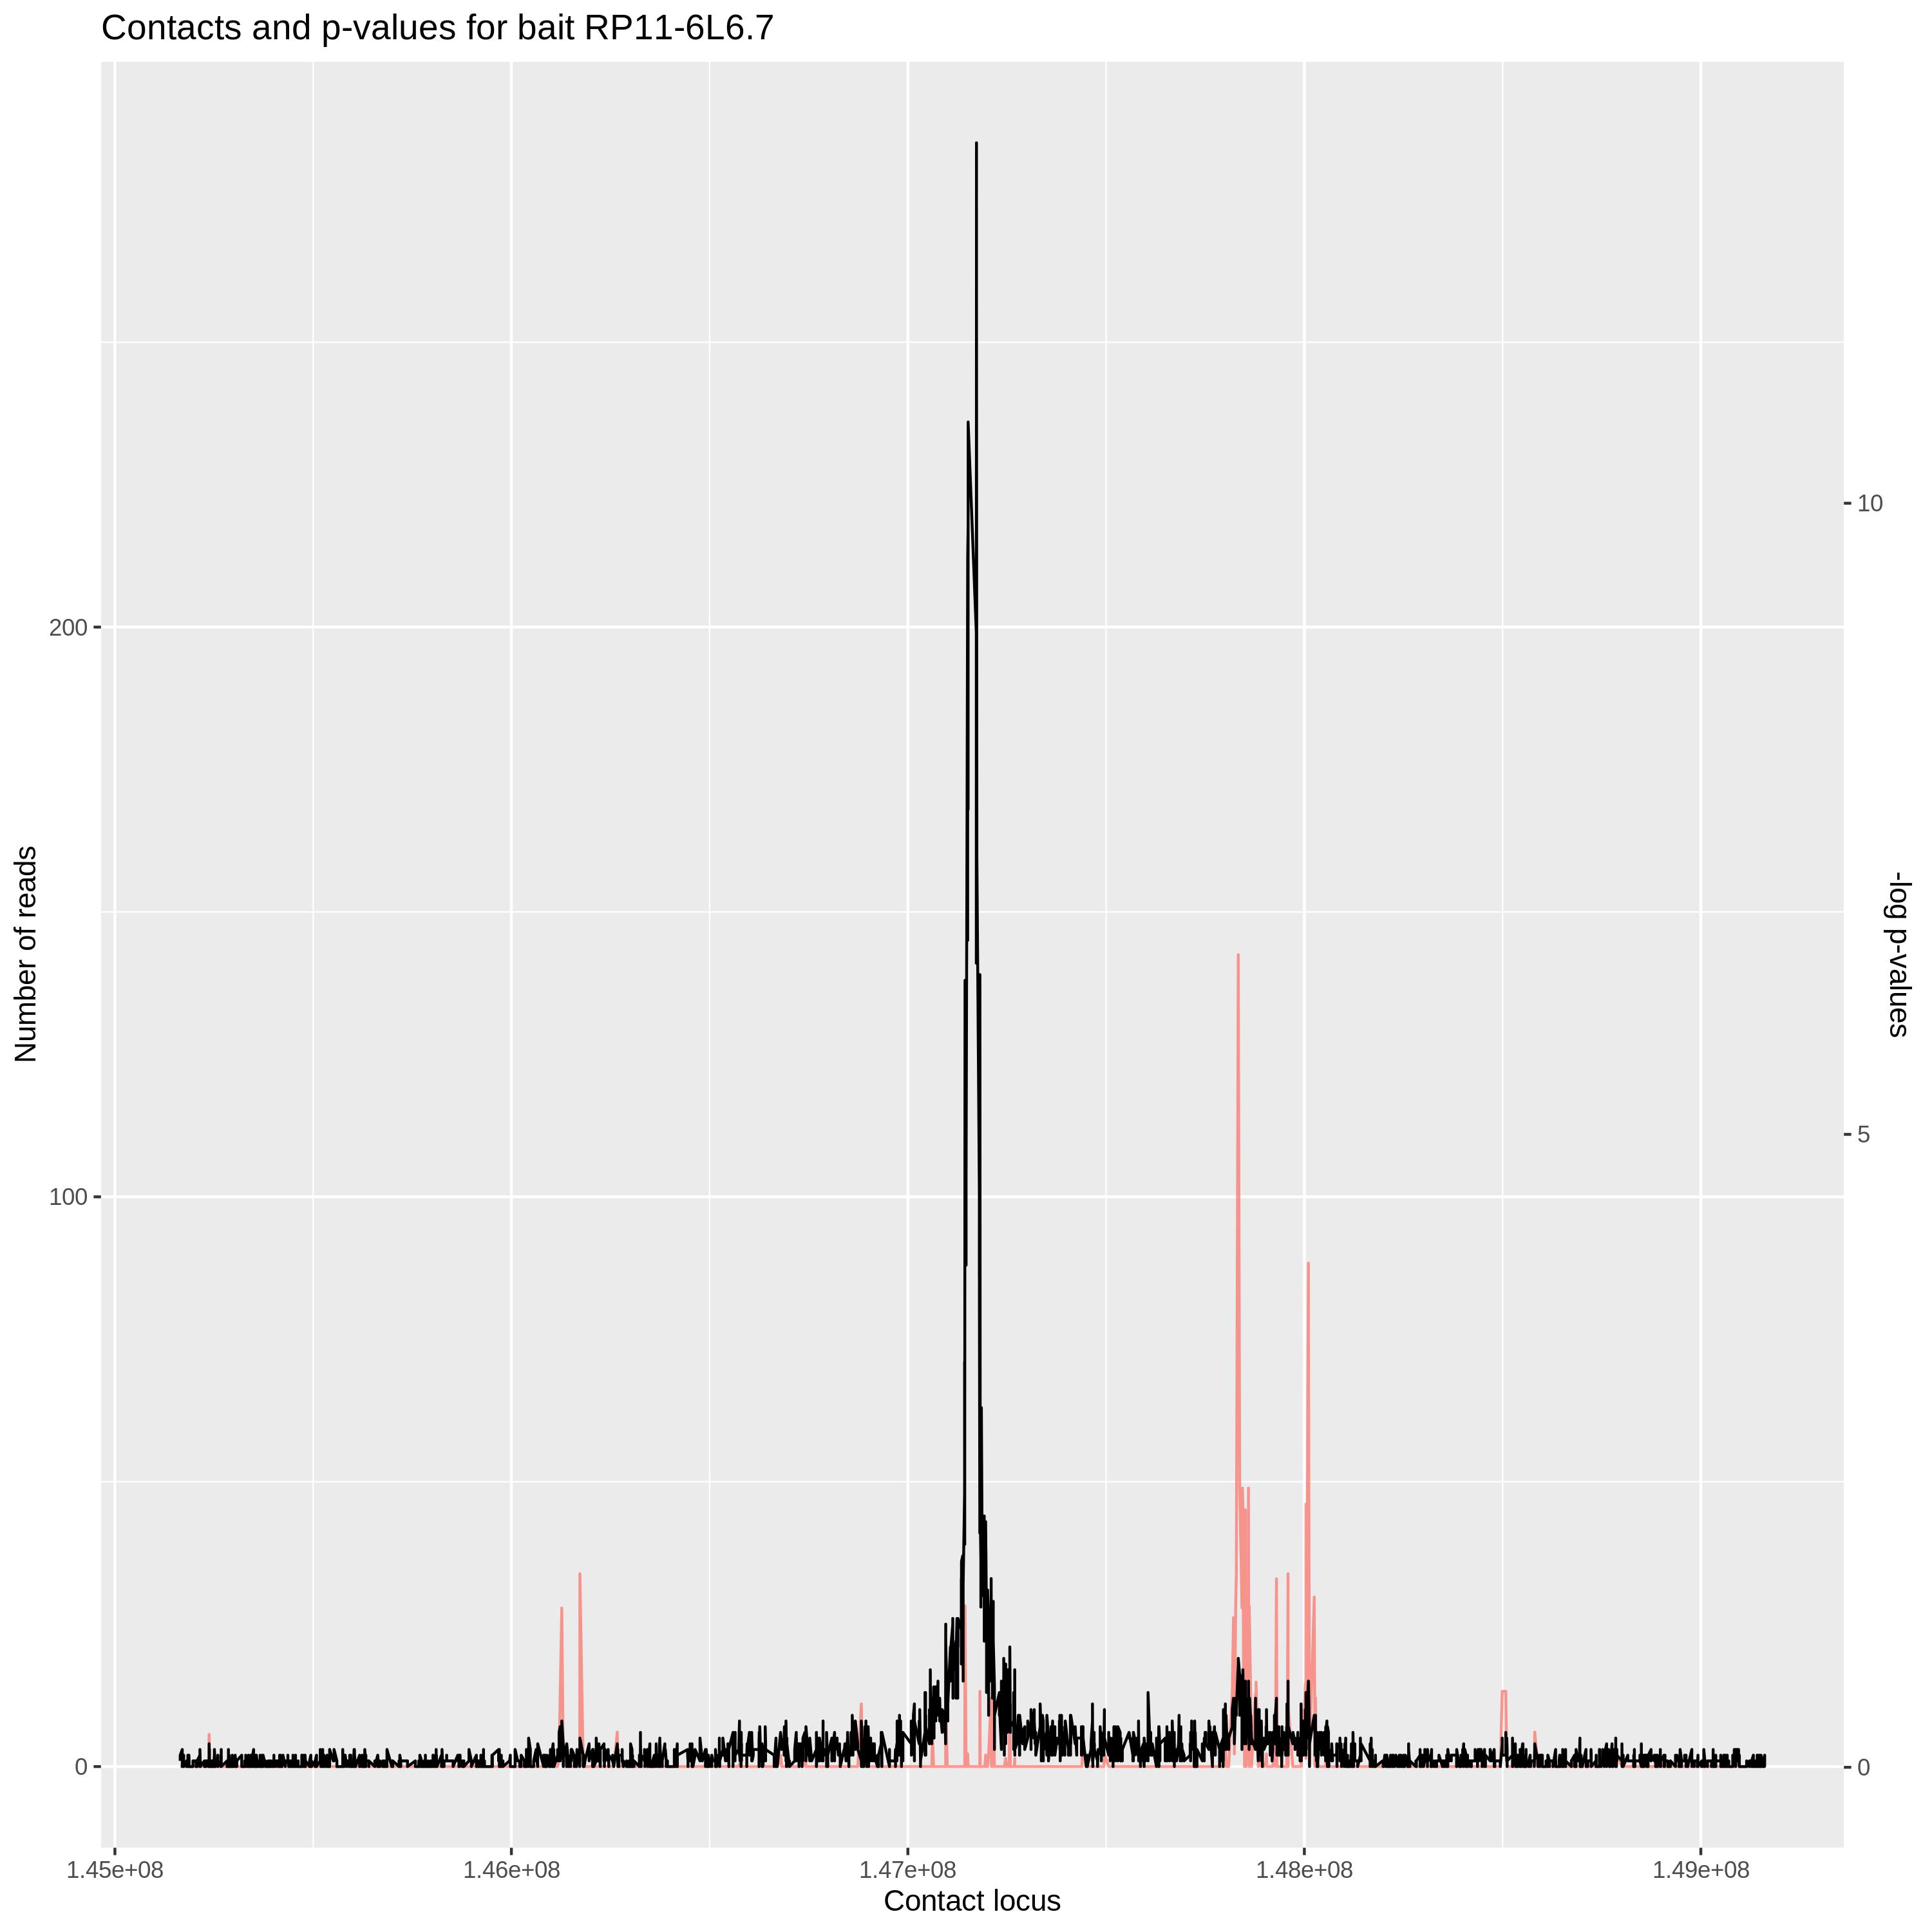 Contacts and p-values for bait RP11-6L6.7
Number of reads
200
100
0
10
5
0
-log p-values
1.45e+08 1.46e+08 1.47e+08 1.48e+08 1.49e+08
Contact locus